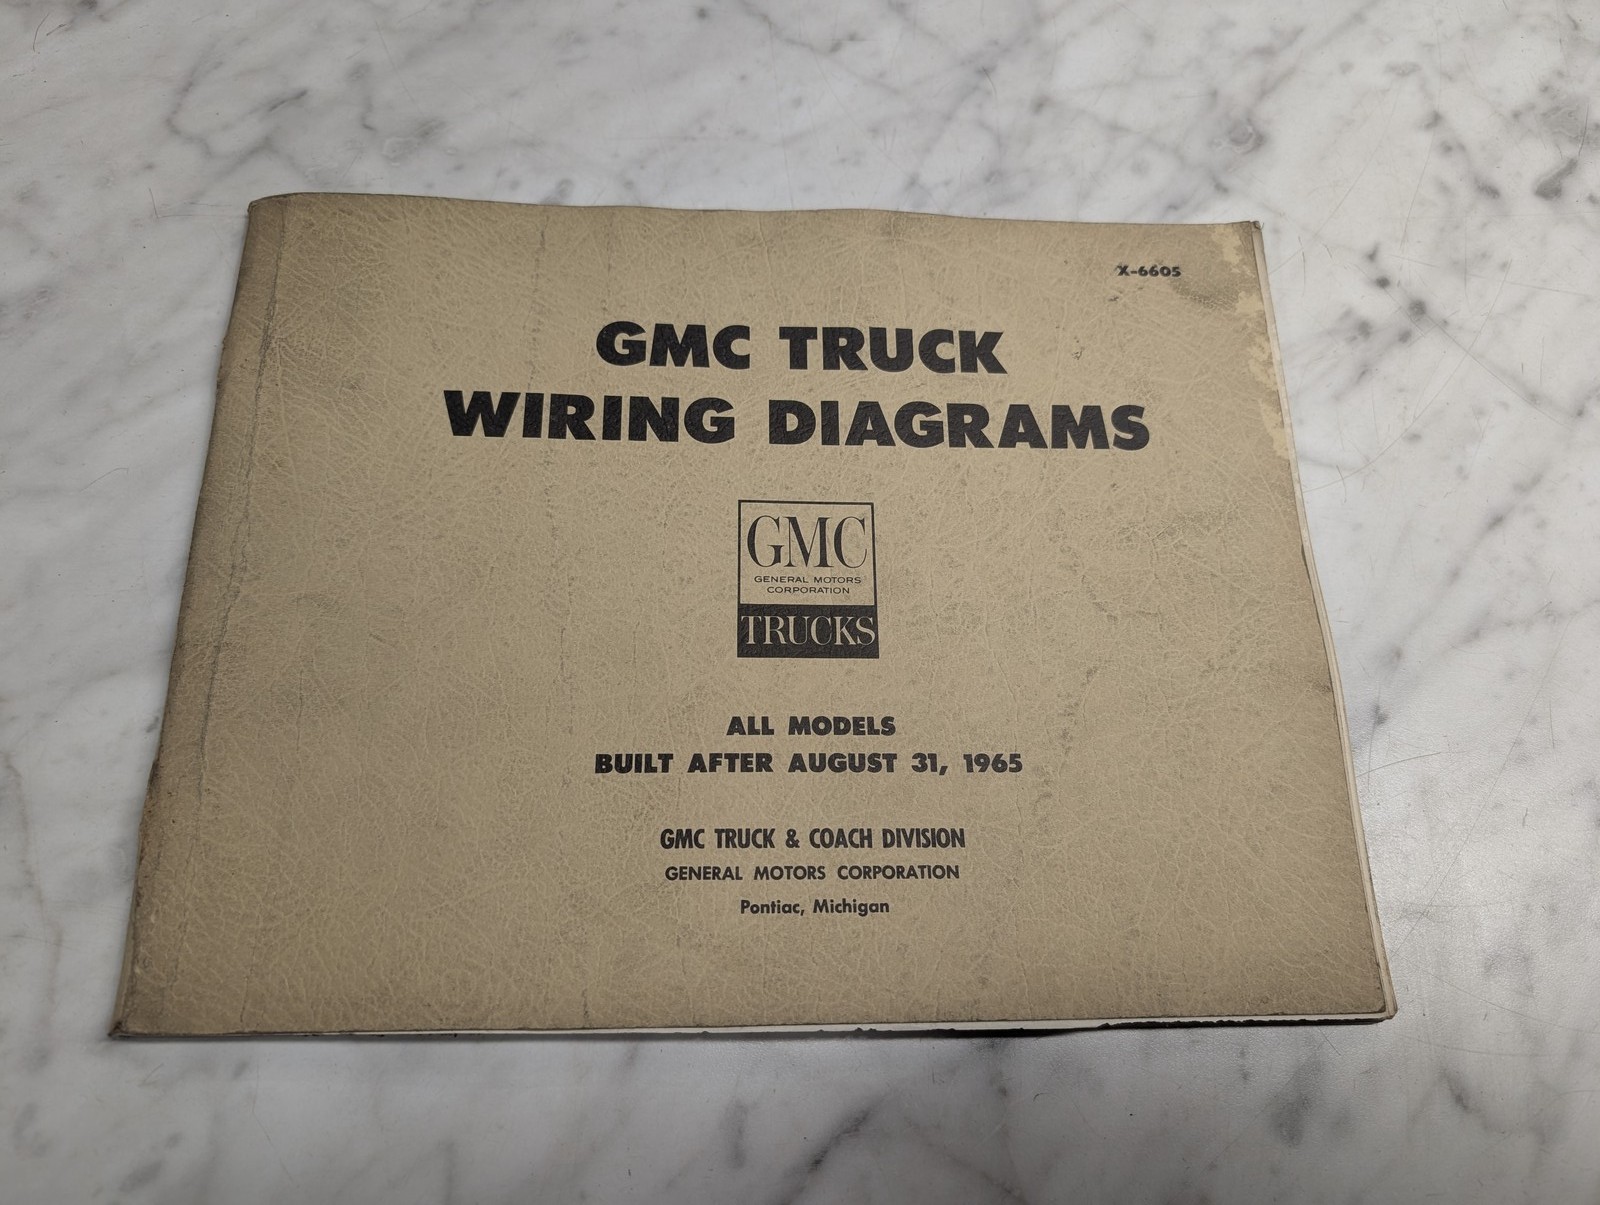 X-6605
GMC TRUCK
WIRING DIAGRAMS
GMC
GENERAL MOTORS
CORPORATION
TRUCKS
ALL MODELS
BUILT AFTER AUGUST 31, 1965
GMC TRUCK & COACH DIVISION
GENERAL MOTORS CORPORATION
Pontiac, Michigan